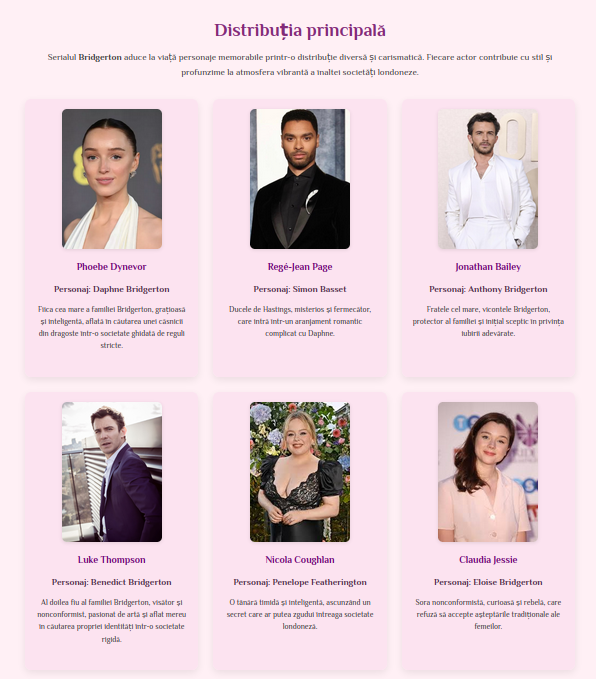 Distribuția principală
Serialul Bridgerton aduce la viață personaje memorabile printr-o distribuție diversă și carismatică. Fiecare actor contribuie cu stil și
profunzime la atmosfera vibrantă a înaltei societăți londoneze.
Phoebe Dynevor
Personaj: Daphne Bridgerton
Fiica cea mare a familiei Bridgerton, grațioasă
și inteligentă, aflată în căutarea unei căsnicii
din dragoste într-o societate ghidată de reguli
stricte.
Regé-Jean Page
Personaj: Simon Basset
Ducele de Hastings, misterios și fermecător,
care intră într-un aranjament romantic
complicat cu Daphne.
Jonathan Bailey
Personaj: Anthony Bridgerton
Fratele cel mare, vicontele Bridgerton,
protector al familiei și inițial sceptic în privința
iubirii adevărate.
Luke Thompson
Personaj: Benedict Bridgerton
Al doilea fiu al familiei Bridgerton, visător și
nonconformist, pasionat de artă și aflat mereu
în căutarea propriei identități într-o societate
rigidă.
Nicola Coughlan
Personaj: Penelope Featherington
O tânără timidă și inteligentă, ascunzând un
secret care ar putea zgudui întreaga societate
londoneză.
Claudia Jessie
Personaj: Eloise Bridgerton
Sora nonconformistă, curioasă și rebelă, care
refuză să accepte așteptările tradiționale ale
femeilor.